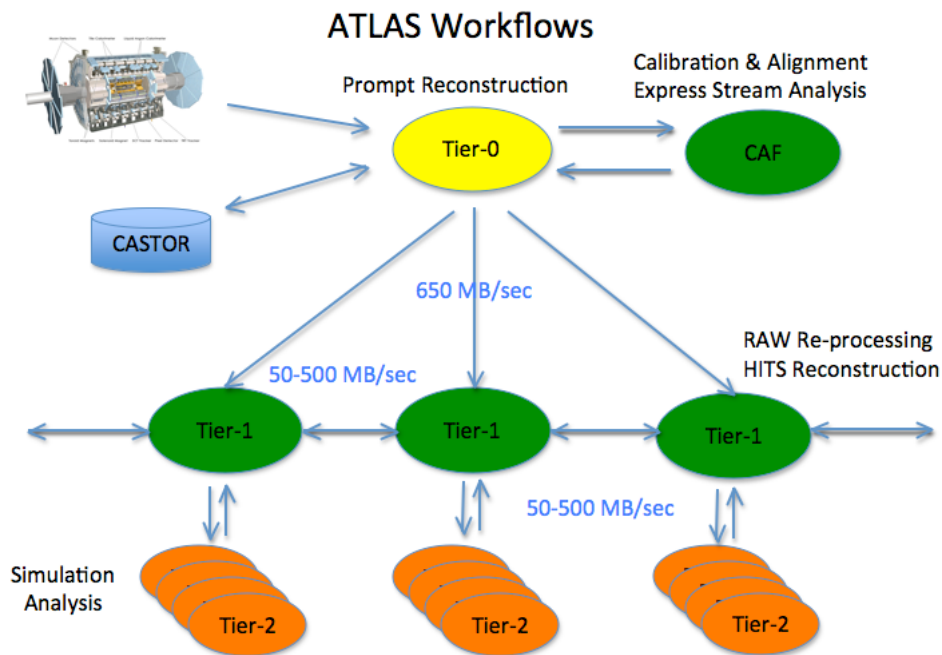 ATLAS Workflows
Prompt Reconstruction
Calibration & Alignment
Express Stream Analysis
Tier-0
CAF
CASTOR
650 MB/sec
RAW Re-processing
HITS Reconstruction
50-500 MB/sec
Tier-1
Tier-1
Tier-1
50-500 MB/sec
Simulation
Analysis
Tier-2
Tier-2
Tier-2